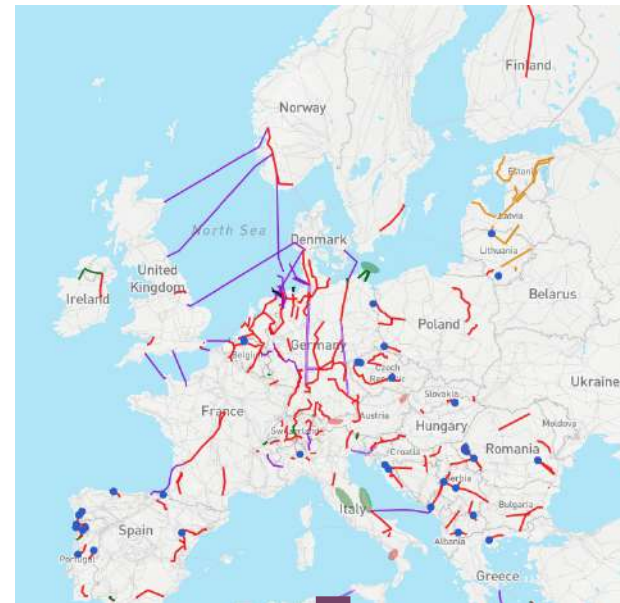 Finland
Norway
Estonia
North Sea
Latvia
Denmark
Lithuania
United
Kingdom
Ireland
Belarus
Poland
Germany
Belgium
Czech
Republic
Ukraine
Slovakia
France
Austria
Moldova
Switzerland
Hungary
Romania
Croatia
Serbia
Italy
Bulgaria
Spain
Portugal
Albania
Greece